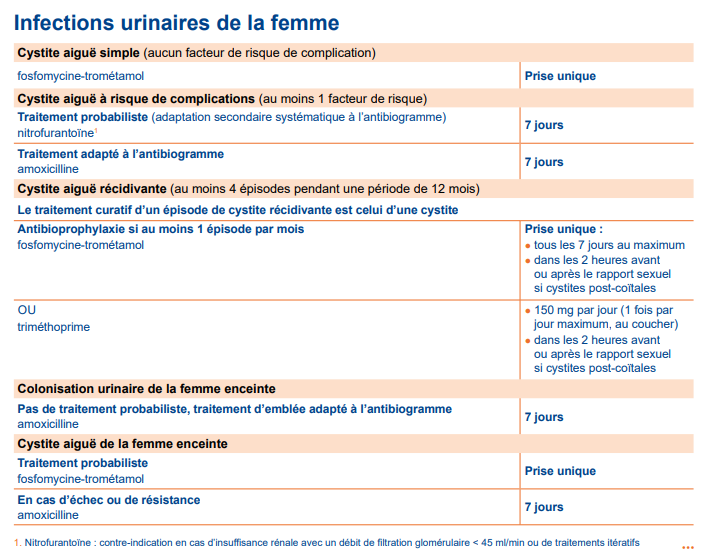 Infections urinaires de la femme
Cystite aiguë simple (aucun facteur de risque de complication)
fosfomycine-trométamol
Prise unique
Cystite aiguë à risque de complications (au moins 1 facteur de risque)
Traitement probabiliste (adaptation secondaire systématique à l’antibiogramme)
nitrofurantoïne1
7 jours
Traitement adapté à l’antibiogramme
amoxicilline
7 jours
Cystite aiguë récidivante (au moins 4 épisodes pendant une période de 12 mois)
Le traitement curatif d’un épisode de cystite récidivante est celui d’une cystite
Antibioprophylaxie si au moins 1 épisode par mois
fosfomycine-trométamol
Prise unique :
• tous les 7 jours au maximum
• dans les 2 heures avant
ou après le rapport sexuel
si cystites post-coïtales
OU
triméthoprime
• 150 mg par jour (1 fois par
jour maximum, au coucher)
• dans les 2 heures avant
ou après le rapport sexuel
si cystites post-coïtales
Colonisation urinaire de la femme enceinte
Pas de traitement probabiliste, traitement d’emblée adapté à l’antibiogramme
amoxicilline
7 jours
Cystite aiguë de la femme enceinte
Traitement probabiliste
fosfomycine-trométamol
Prise unique
En cas d’échec ou de résistance
amoxicilline
7 jours
1. Nitrofurantoïne : contre-indication en cas d’insuffisance rénale avec un débit de filtration glomérulaire < 45 ml/min ou de traitements itératifs
•••